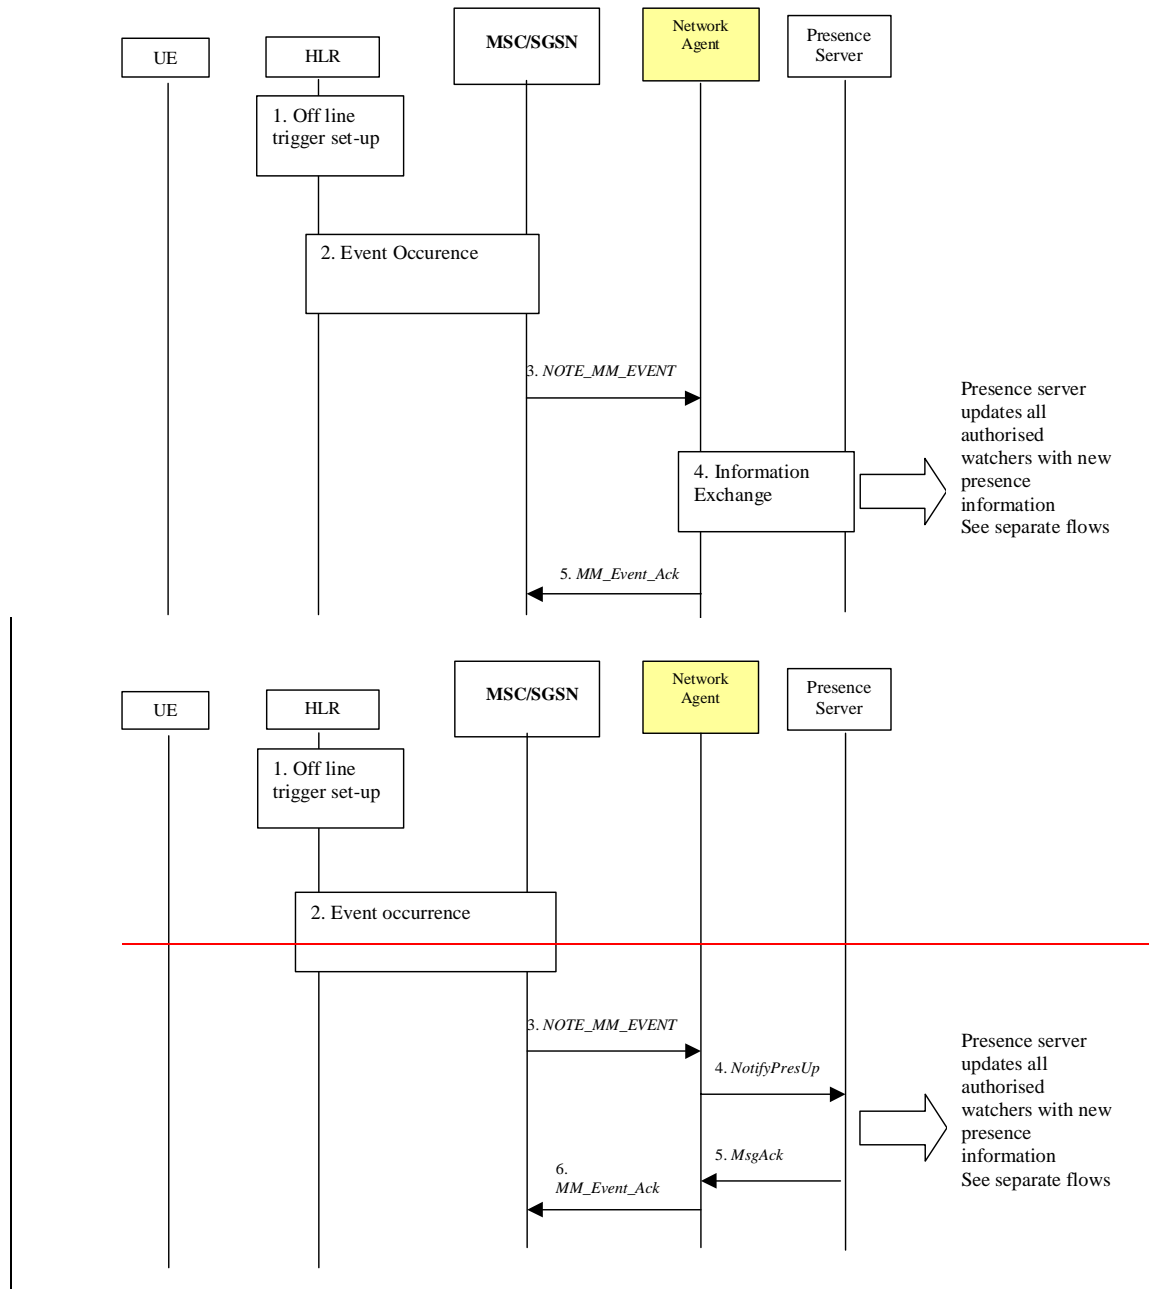 UE
HLR
MSC/SGSN
Network
Agent
Presence
Server
1. Off line
trigger set-up
2. Event Occurence
3. NOTE_MM_EVENT
4. Information
Exchange
Presence server
updates all
authorised
watchers with new
presence
information
See separate flows
5. MM_Event_Ack
UE
HLR
MSC/SGSN
Network
Agent
Presence
Server
1. Off line
trigger set-up
2. Event occurrence
3. NOTE_MM_EVENT
4. NotifyPresUp
Presence server
updates all
authorised
watchers with new
presence
information
See separate flows
5. MsgAck
6.
MM_Event_Ack